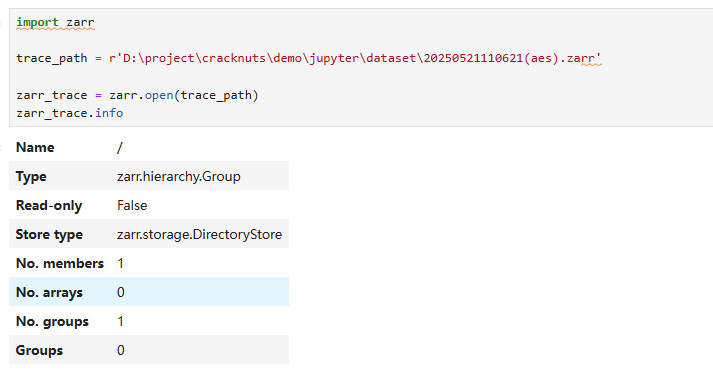 import zarr
trace_path = r'D:\project\cracknuts\demo\jupyter\dataset\20250521110621(aes).zarr'
zarr_trace = zarr.open(trace_path)
zarr_trace.info
Name /
Type zarr.hierarchy.Group
Read-only False
Store type zarr.storage.DirectoryStore
No. members 1
No. arrays 0
No. groups 1
Groups 0